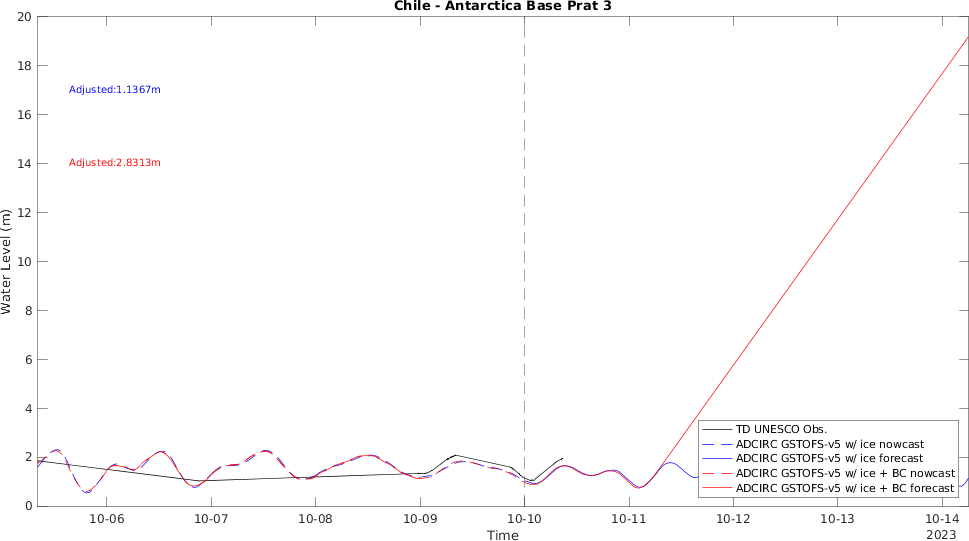 Chile - Antarctica Base Prat 3
20
18
16
14
12
10
8
6
4
2
0
Water Level (m)
Adjusted:1.1367m
Adjusted:2.8313m
TD UNESCO Obs.
ADCIRC GSTOFS-v5 w/ ice nowcast
ADCIRC GSTOFS-v5 w/ ice forecast
ADCIRC GSTOFS-v5 w/ ice + BC nowcast
ADCIRC GSTOFS-v5 w/ ice + BC forecast
10-06 10-07 10-08 10-09 10-10 10-11 10-12 10-13 10-14
2023
Time